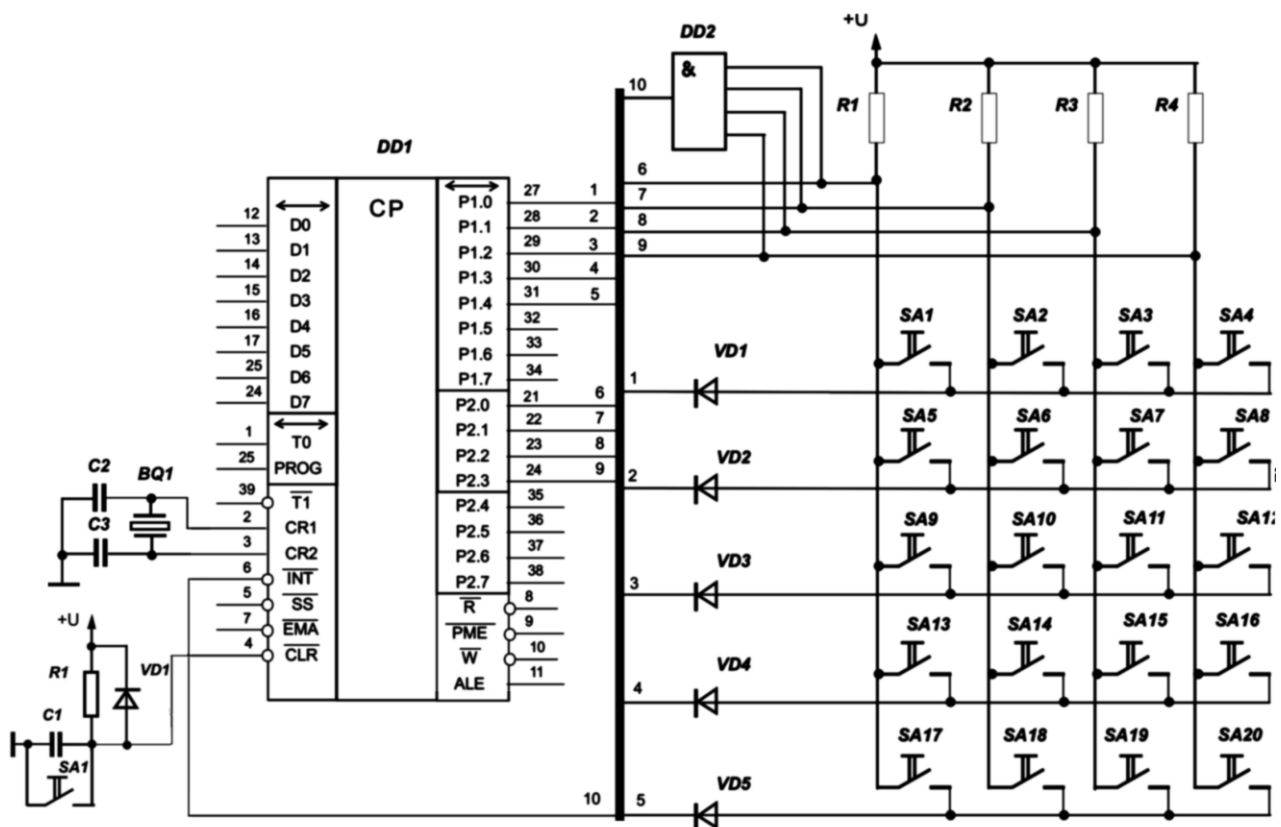 +U
DD2
&
10
R1
R2
R3
R4
DD1
CP
6
7
8
9
12
D0
13
D1
14
D2
15
D3
16
D4
17
D5
25
D6
24
D7
1
T0
25
PROG
39
T1
2
CR1
3
CR2
6
INT
5
SS
7
EMA
4
CLR
P1.0
27
1
P1.1
28
2
P1.2
29
3
P1.3
30
4
P1.4
31
5
P1.5
32
P1.6
33
P1.7
34
P2.0
21
6
P2.1
22
7
P2.2
23
8
P2.3
24
9
P2.4
35
P2.5
36
P2.6
37
P2.7
38
R
8
PME
9
W
10
ALE
11
C2
BQ1
C3
+U
R1
VD1
C1
SA1
10
SA1
SA2
SA3
SA4
1
VD1
SA5
SA6
SA7
SA8
2
VD2
SA9
SA10
SA11
SA12
3
VD3
SA13
SA14
SA15
SA16
4
VD4
SA17
SA18
SA19
SA20
5
VD5